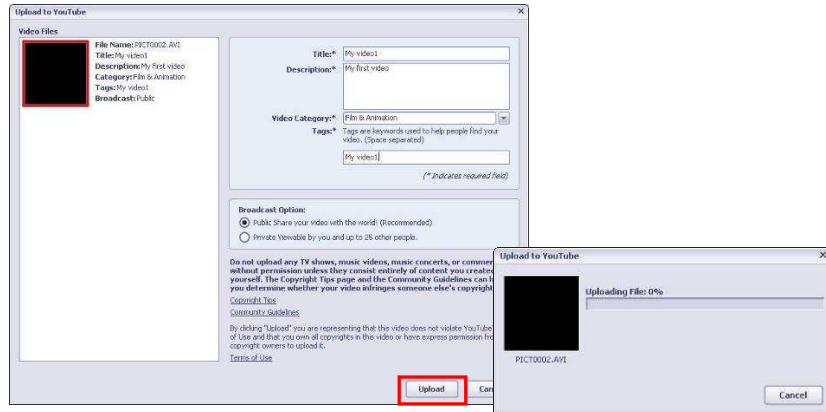 Upload to YouTube
Video Files
File Name:PICT0002.AVI
Title:My video1
Description:My first video
Category:Film & Animation
Tags:My video1
Broadcast:Public
Title:* My video1
Description:* My first video
Video Category:* Film & Animation
Tags:* Tags are keywords used to help people find your
video. (Space separated)
My video1
(* Indicates required field)
Broadcast Option:
Public Share your video with the world! (Recommended)
Private Viewable by you and up to 25 other people.
Do not upload any TV shows, music videos, music concerts, or commer
without permission unless they consist entirely of content you create
yourself. The Copyright Tips page and the Community Guidelines can h
you determine whether your video infringes someone else's copyright
Copyright Tips
Community Guidelines
By clicking "Upload" you are representing that this video does not violate YouTube
of Use and that you own all copyrights in this video or have express permission fr
copyright owners to upload it.
Terms of Use
Upload
Can
Upload to YouTube
Uploading File: 0%
PICT0002.AVI
Cancel